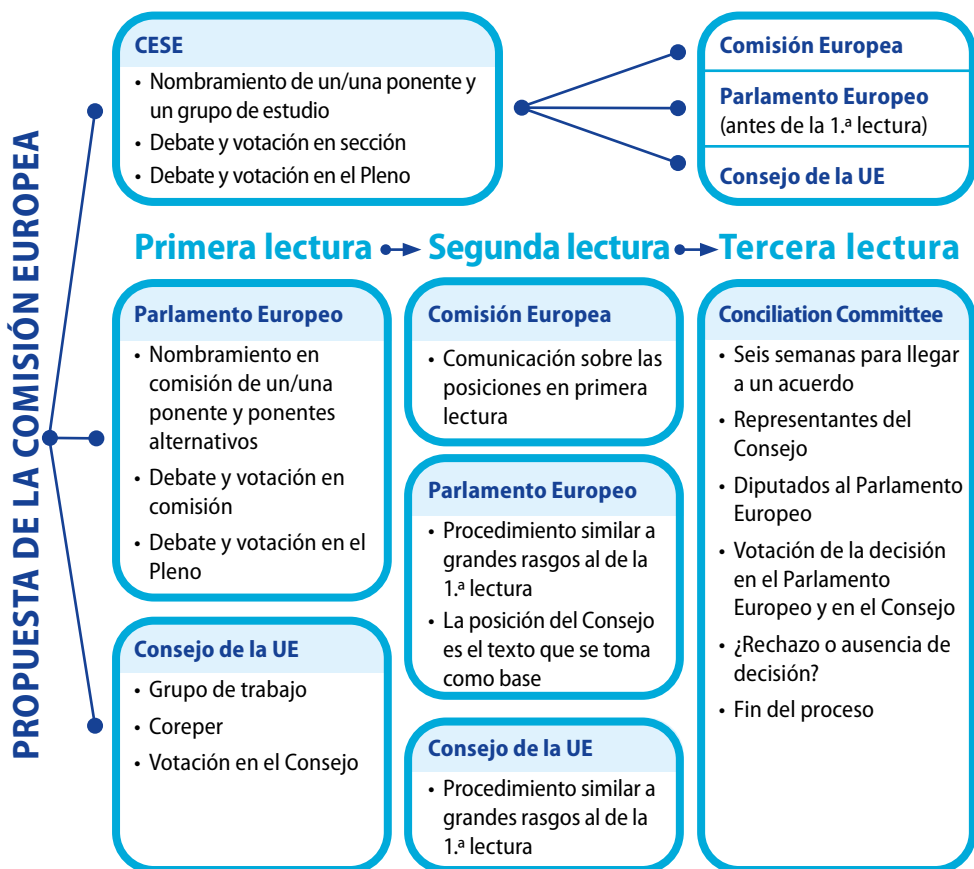 PROPUESTA DE LA COMISIÓN EUROPEA
CESE
• Nombramiento de un/una ponente y
un grupo de estudio
• Debate y votación en sección
• Debate y votación en el Pleno
Comisión Europea
Parlamento Europeo
(antes de la 1.ª lectura)
Consejo de la UE
Primera lectura
Segunda lectura
Tercera lectura
Parlamento Europeo
• Nombramiento en
comisión de un/una
ponente y ponentes
alternativos
• Debate y votación en
comisión
• Debate y votación en el
Pleno
Consejo de la UE
• Grupo de trabajo
• Coreper
• Votación en el Consejo
Comisión Europea
• Comunicación sobre las
posiciones en primera
lectura
Parlamento Europeo
• Procedimiento similar a
grandes rasgos al de la
1.ª lectura
• La posición del Consejo
es el texto que se toma
como base
Consejo de la UE
• Procedimiento similar a
grandes rasgos al de la
1.ª lectura
Conciliation Committee
• Seis semanas para llegar
a un acuerdo
• Representantes del
Consejo
• Diputados al Parlamento
Europeo
• Votación de la decisión
en el Parlamento
Europeo y en el Consejo
• ¿Rechazo o ausencia de
decisión?
• Fin del proceso